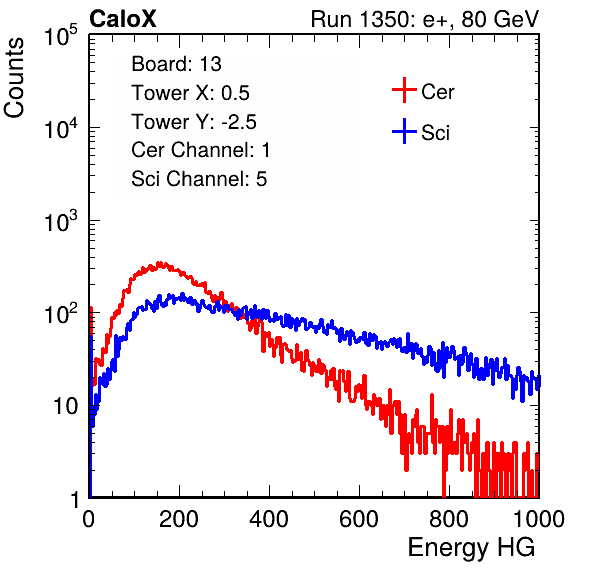 CaloX Run 1350: e+, 80 GeV
Counts
10^5
10^4
10^3
10^2
10
1
Board: 13
Tower X: 0.5
Tower Y: -2.5
Cer Channel: 1
Sci Channel: 5
Cer
Sci
0 200 400 600 800 1000
Energy HG